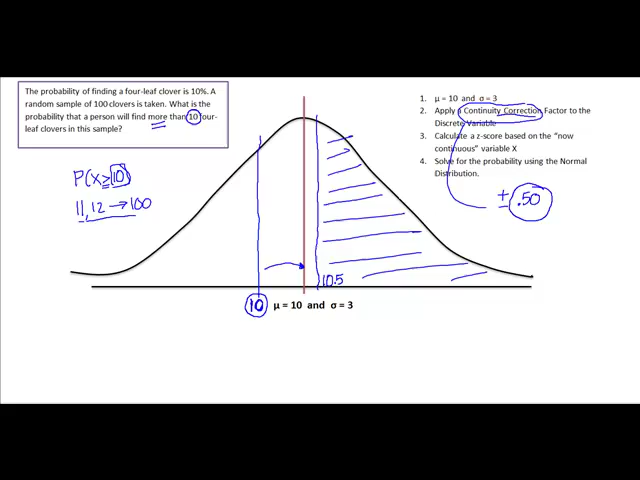 The probability of finding a four-leaf clover is 10%. A
random sample of 100 clovers is taken. What is the
probability that a person will find more than 10 four-
leaf clovers in this sample?
P(X > 10)
11, 12 → 100
1. μ = 10 and σ = 3
2. Apply a Continuity Correction Factor to the
Discrete Variable
3. Calculate a z-score based on the “now
continuous” variable X
4. Solve for the probability using the Normal
Distribution.
± .50
10.5
10
μ = 10 and σ = 3